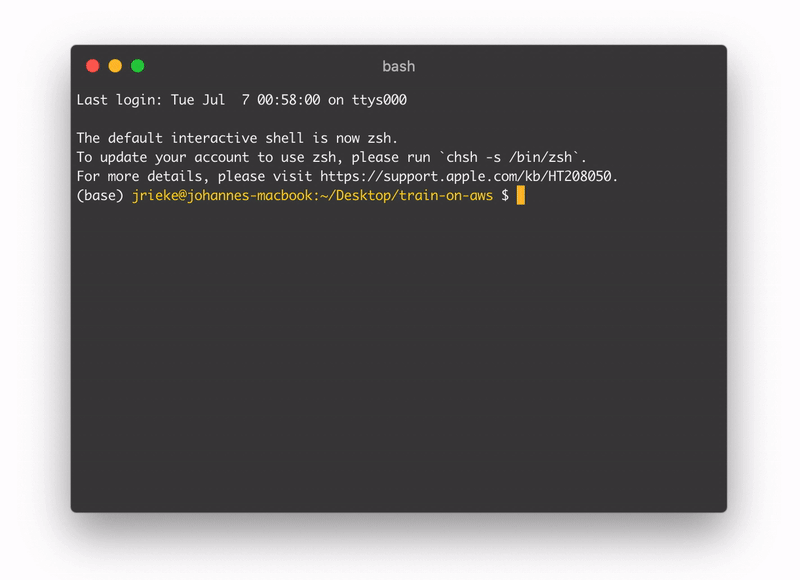 bash
Last login: Tue Jul  7 00:58:00 on ttys000
The default interactive shell is now zsh.
To update your account to use zsh, please run `chsh -s /bin/zsh`.
For more details, please visit https://support.apple.com/kb/HT208050.
(base) jrieke@johannes-macbook:~/Desktop/train-on-aws $